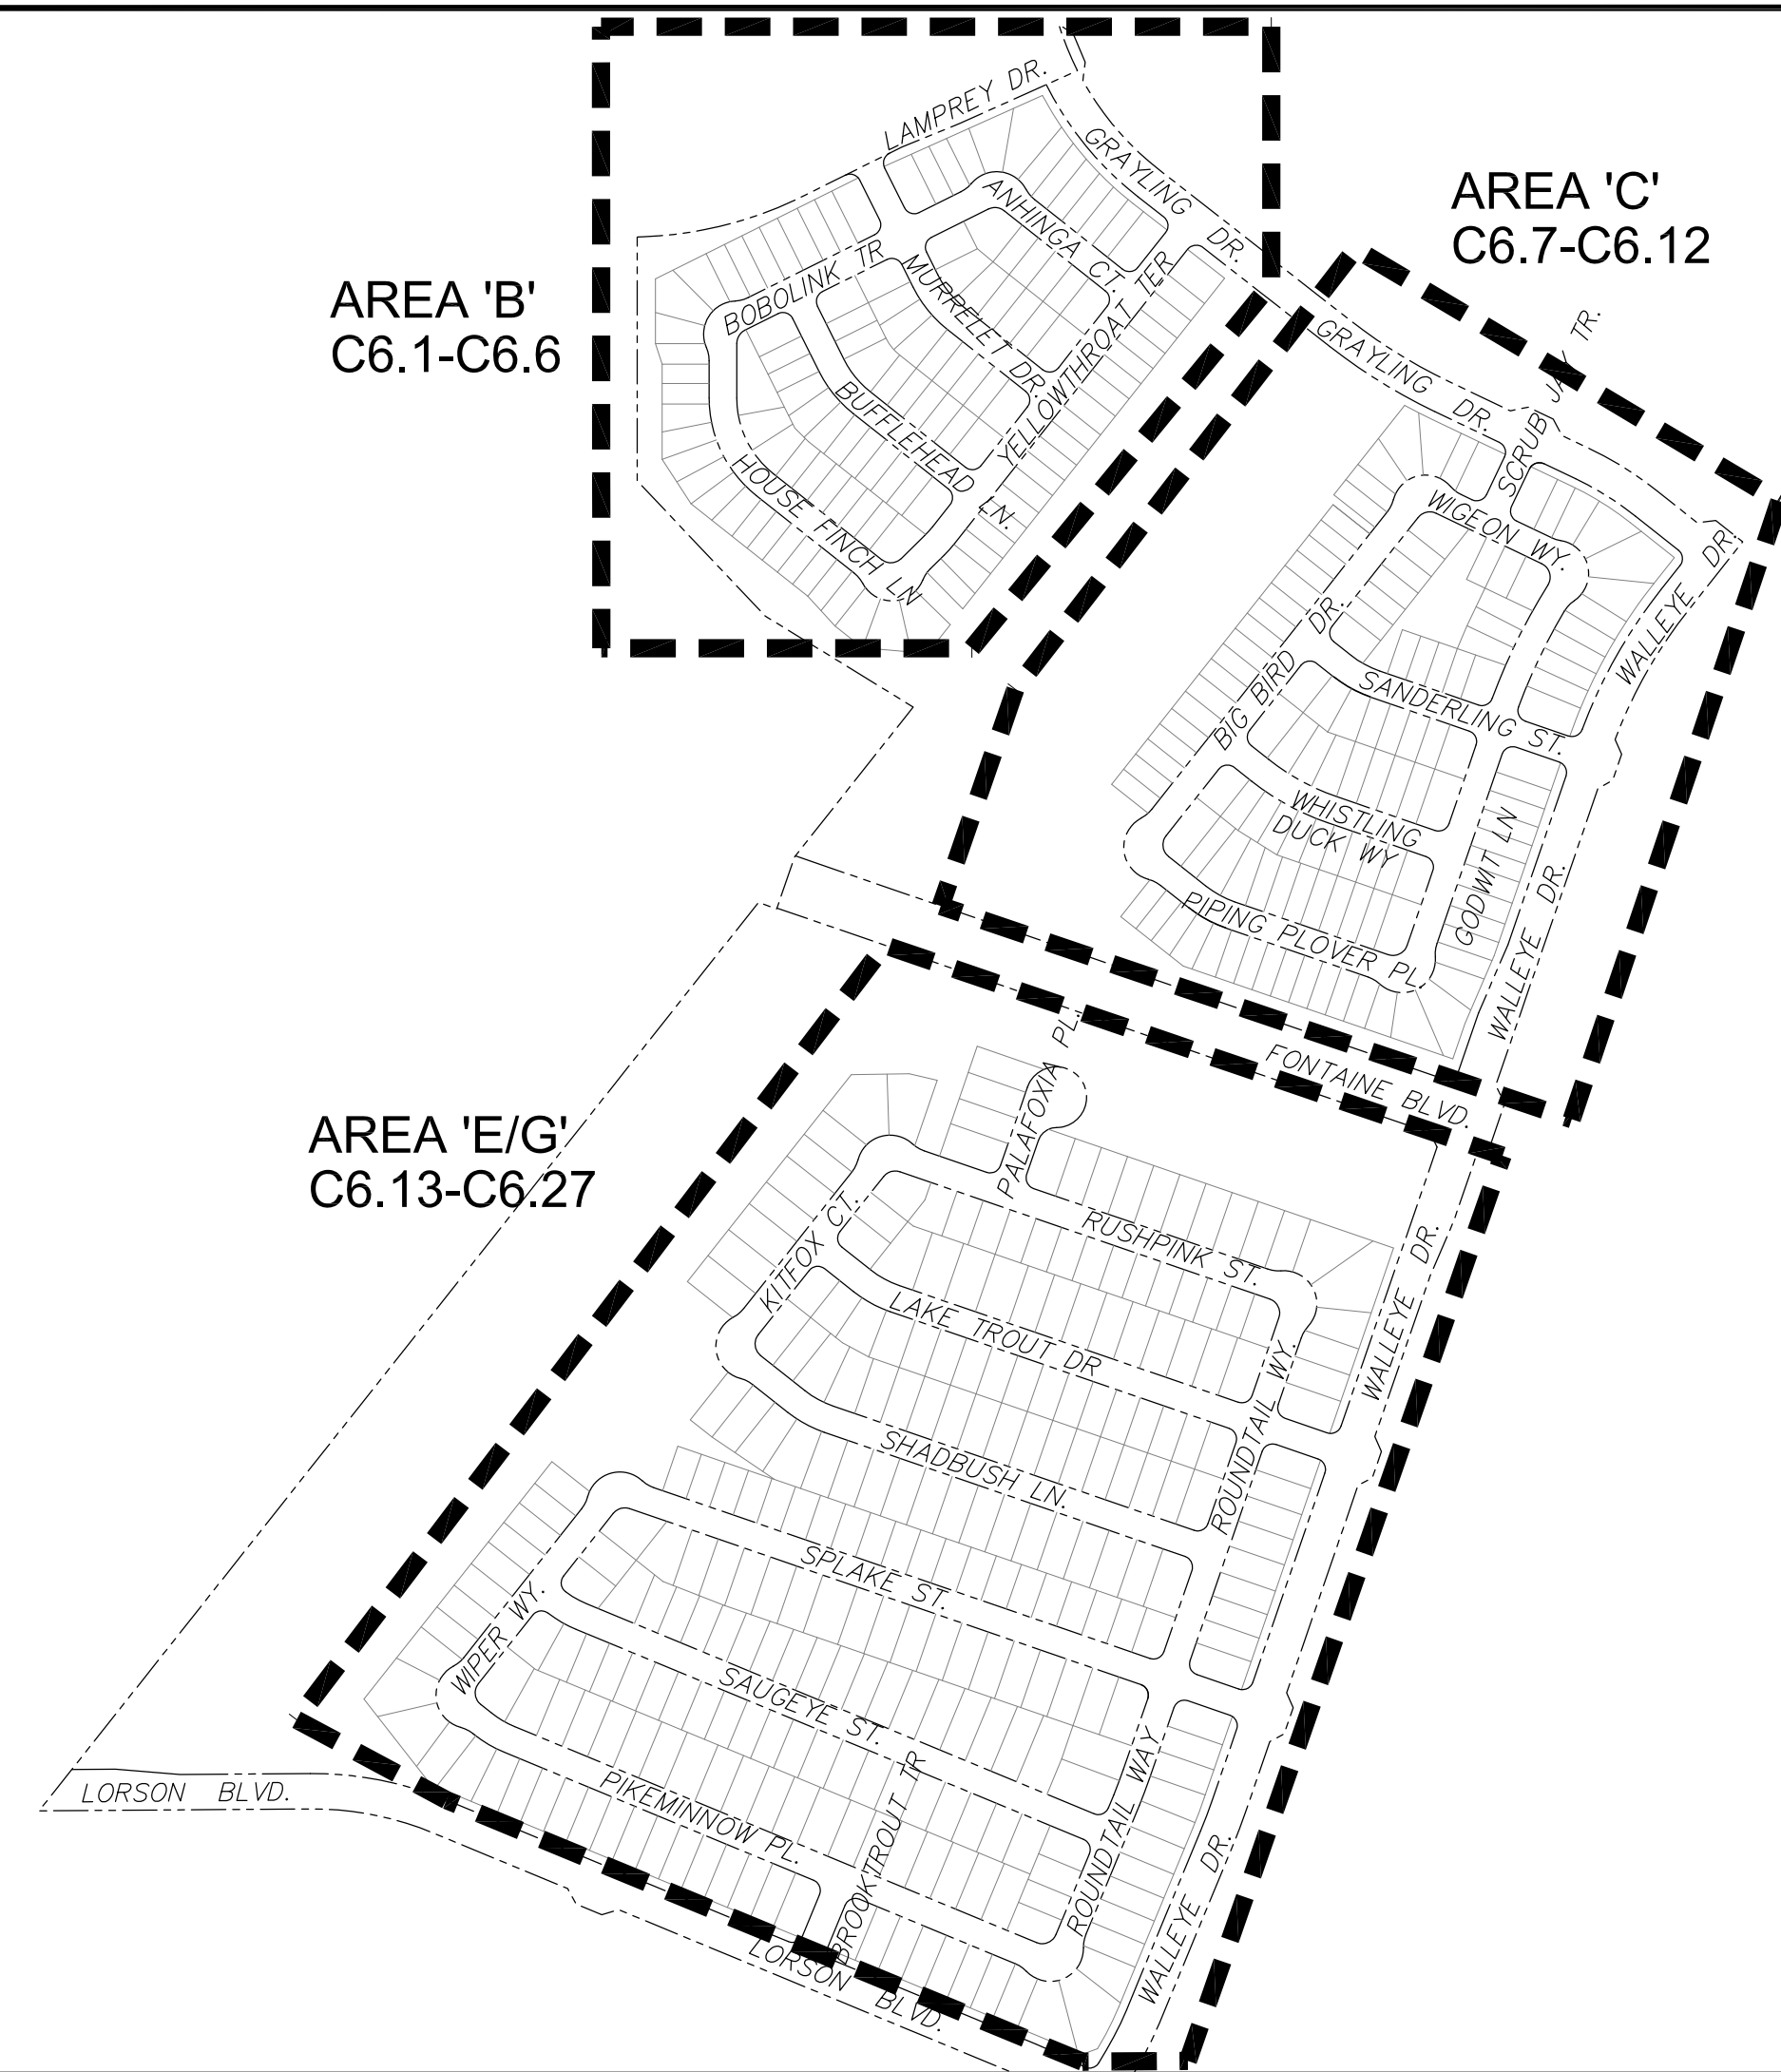 LAMPREY DR.
GRAYLING DR.
ANHINGA CT.
AREA 'C'
C6.7-C6.12
AREA 'B'
C6.1-C6.6
BOBOLINK TR
MURRELET DR.
YELLOWTHROAT TER
BUFFLEHEAD LN.
HOUSE FINCH LN
GRAYLING DR.
SCRUB JAY TR.
WIGEON WY.
WALLEYE DR.
BIG BIRD DR.
SANDERLING ST.
WHISTLING
DUCK WY
GODWIT LN
PIPING PLOVER PL.
WALLEYE DR.
FONTAINE BLVD.
PALAFOXIA PL.
AREA 'E/G'
C6.13-C6.27
RUSHPINK ST.
KITFOX CT.
LAKE TROUT DR
WALLEYE DR.
ROUNDTAIL WY.
SHADBUSH LN.
SPLAKE ST.
WIPER WY.
SAUGEYE ST.
PIKEMINNOW PL.
BROOKTROUT TR
ROUNDTAIL WAY
LORSON BLVD.
WALLEYE DR.
LORSON BLVD.